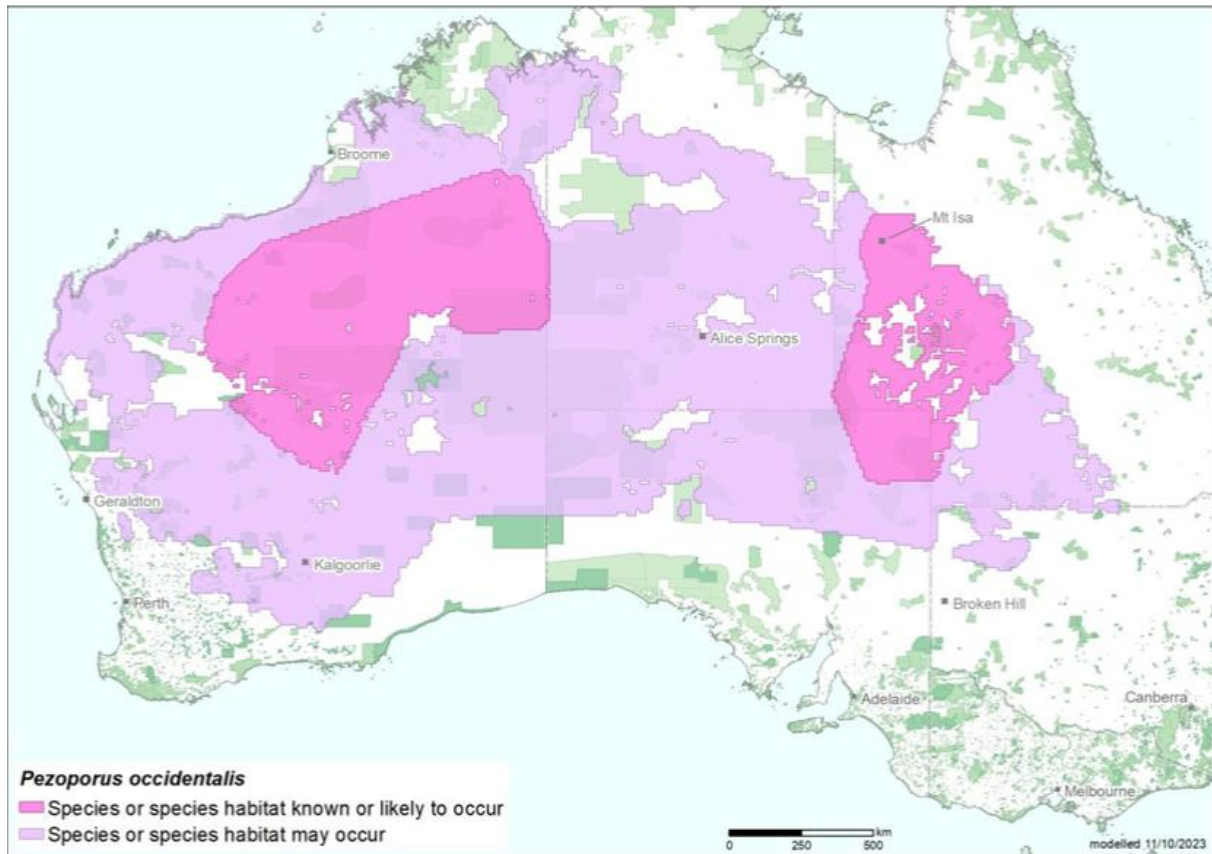 Broome
Mt Isa
Alice Springs
Geraldton
Kalgoorlie
Perth
Broken Hill
Adelaide
Canberra
Melbourne
Pezoporus occidentalis
Species or species habitat known or likely to occur
Species or species habitat may occur
km
0 250 500
modelled 11/10/2023